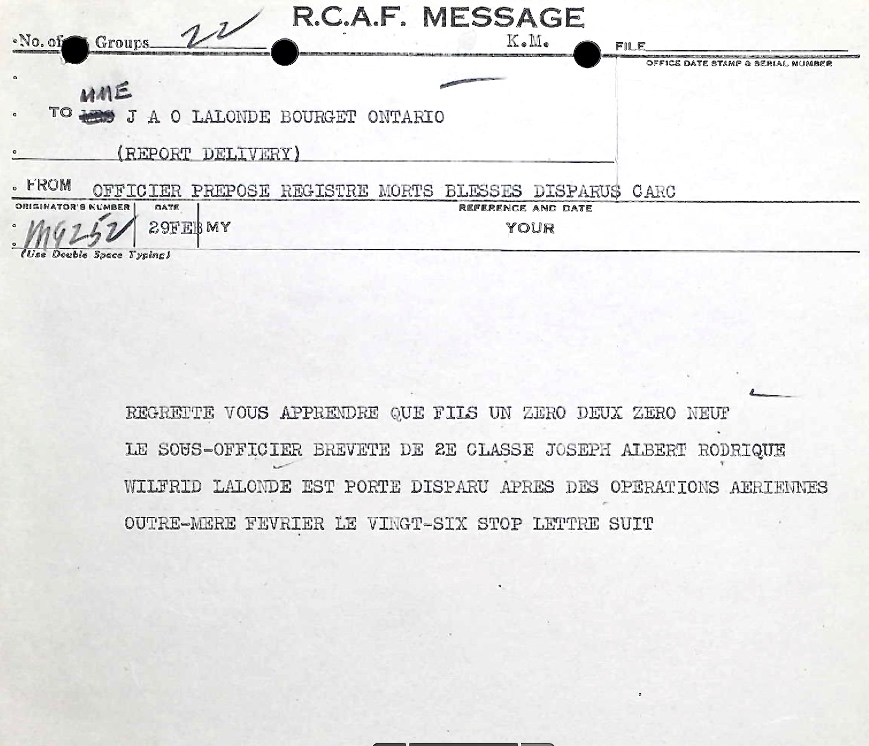 R.C.A.F. MESSAGE
No. of Groups 22 K.M. FILE
OFFICE DATE STAMP & SERIAL NUMBER
MME
TO J A O LALONDE BOURGET ONTARIO
(REPORT DELIVERY)
FROM OFFICIER PREPOSE REGISTRE MORTS BLESSES DISPARUS CARC
ORIGINATOR'S NUMBER DATE REFERENCE AND DATE
M9252 29FEB MY YOUR
(Use Double Space Typing)
REGRETTE VOUS APPRENDRE QUE FILS UN ZERO DEUX ZERO NEUF
LE SOUS-OFFICIER BREVETE DE 2E CLASSE JOSEPH ALBERT RODRIQUE
WILFRID LALONDE EST PORTE DISPARU APRES DES OPERATIONS AERIENNES
OUTRE-MERE FEVRIER LE VINGT-SIX STOP LETTRE SUIT